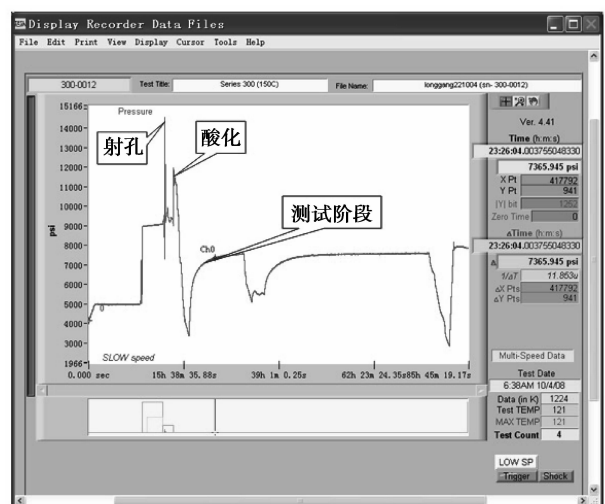 Display Recorder Data Files
File Edit Print View Display Cursor Tools Help
300-0012 Test Title: Series 300 (150C) File Name: longgang221004 (sn- 300-0012)
Ver. 4.41
Time (h:m:s)
23:26:04.003755048330
7365.945 psi
X Pt 417792
Y Pt 941
|Y| bit 1252
Zero Time 0
ΔTime (h:m:s)
23:26:04.003755048330
Δ 7365.945 psi
1/ΔT 11.853u
ΔX Pts 417792
ΔY Pts 941
Multi-Speed Data
Test Date
6:38AM 10/4/08
Data (in K) 1224
Test TEMP 121
MAX TEMP 121
Test Count 4
LOW SP
Trigger Shock
Pressure
射孔
酸化
测试阶段
Ch0
0
psi
15166
14000
13000
12000
11000
10000
9000
8000
7000
6000
5000
4000
3000
1966
SLOW speed
0.000 sec 15h 38m 35.88s 39h 1m 0.25s 62h 23m 24.35s 85h 45m 19.17s